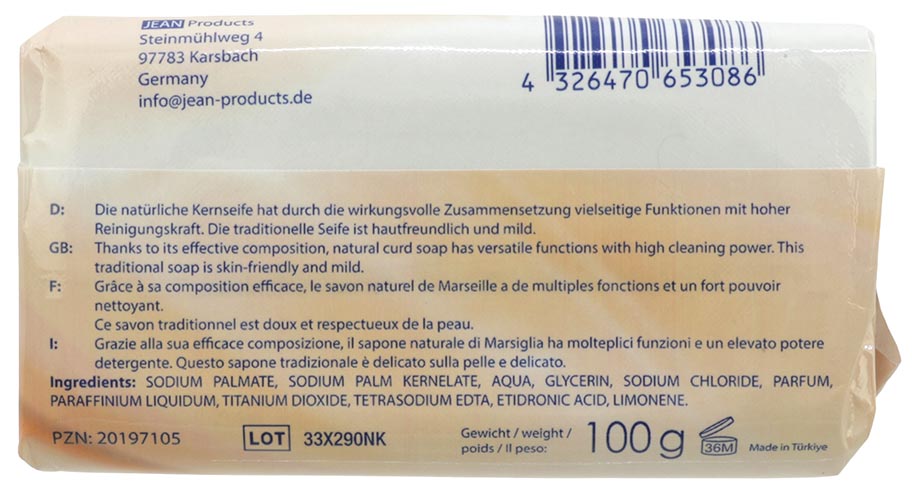 JEAN Products
Steinmühlweg 4
97783 Karsbach
Germany
info@jean-products.de
4 326470 653086
D: Die natürliche Kernseife hat durch die wirkungsvolle Zusammensetzung vielseitige Funktionen mit hoher
Reinigungskraft. Die traditionelle Seife ist hautfreundlich und mild.
GB: Thanks to its effective composition, natural curd soap has versatile functions with high cleaning power. This
traditional soap is skin-friendly and mild.
F: Grâce à sa composition efficace, le savon naturel de Marseille a de multiples fonctions et un fort pouvoir
nettoyant.
Ce savon traditionnel est doux et respectueux de la peau.
I: Grazie alla sua efficace composizione, il sapone naturale di Marsiglia ha molteplici funzioni e un elevato potere
detergente. Questo sapone tradizionale è delicato sulla pelle e delicato.
Ingredients: SODIUM PALMATE, SODIUM PALM KERNELATE, AQUA, GLYCERIN, SODIUM CHLORIDE, PARFUM,
PARAFFINIUM LIQUIDUM, TITANIUM DIOXIDE, TETRASODIUM EDTA, ETIDRONIC ACID, LIMONENE.
PZN: 20197105
LOT 33X290NK
Gewicht / weight /
poids / Il peso:
100 g
36M
Made in Türkiye